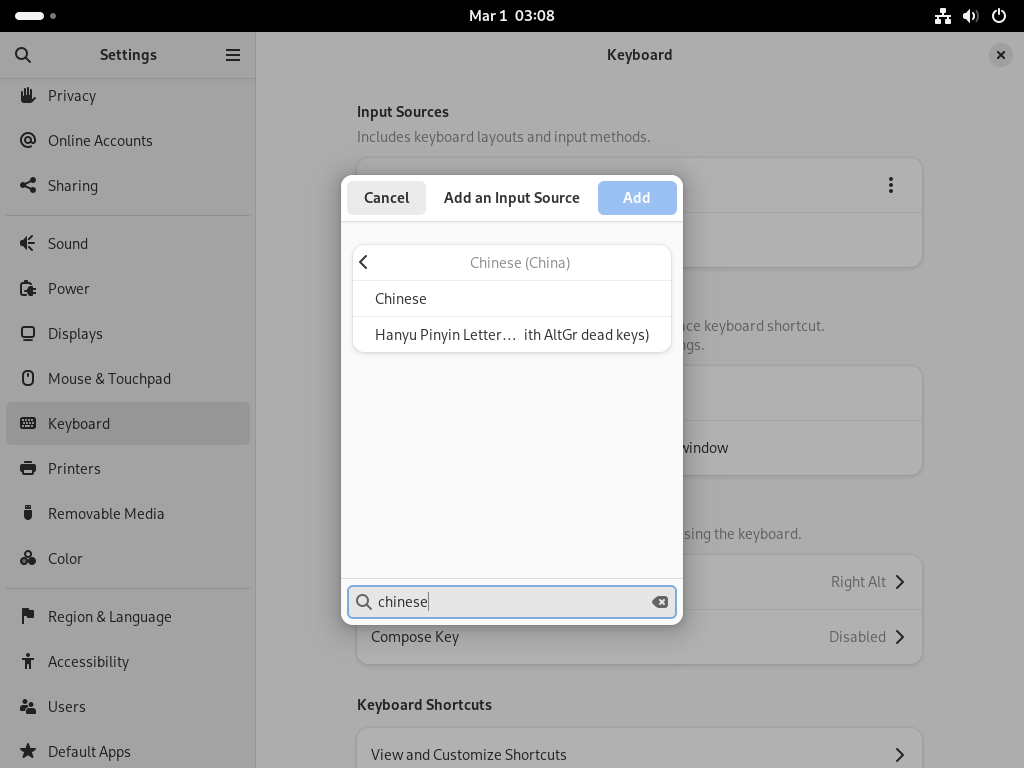 Mar 1  03:08
Settings
Keyboard
Privacy
Online Accounts
Sharing
Sound
Power
Displays
Mouse & Touchpad
Keyboard
Printers
Removable Media
Color
Region & Language
Accessibility
Users
Default Apps
Input Sources
Includes keyboard layouts and input methods.
Cancel
Add an Input Source
Add
Chinese (China)
Chinese
Hanyu Pinyin Letter… ith AltGr dead keys)
chinese
keyboard shortcut.
window
using the keyboard.
Right Alt
Compose Key
Disabled
Keyboard Shortcuts
View and Customize Shortcuts